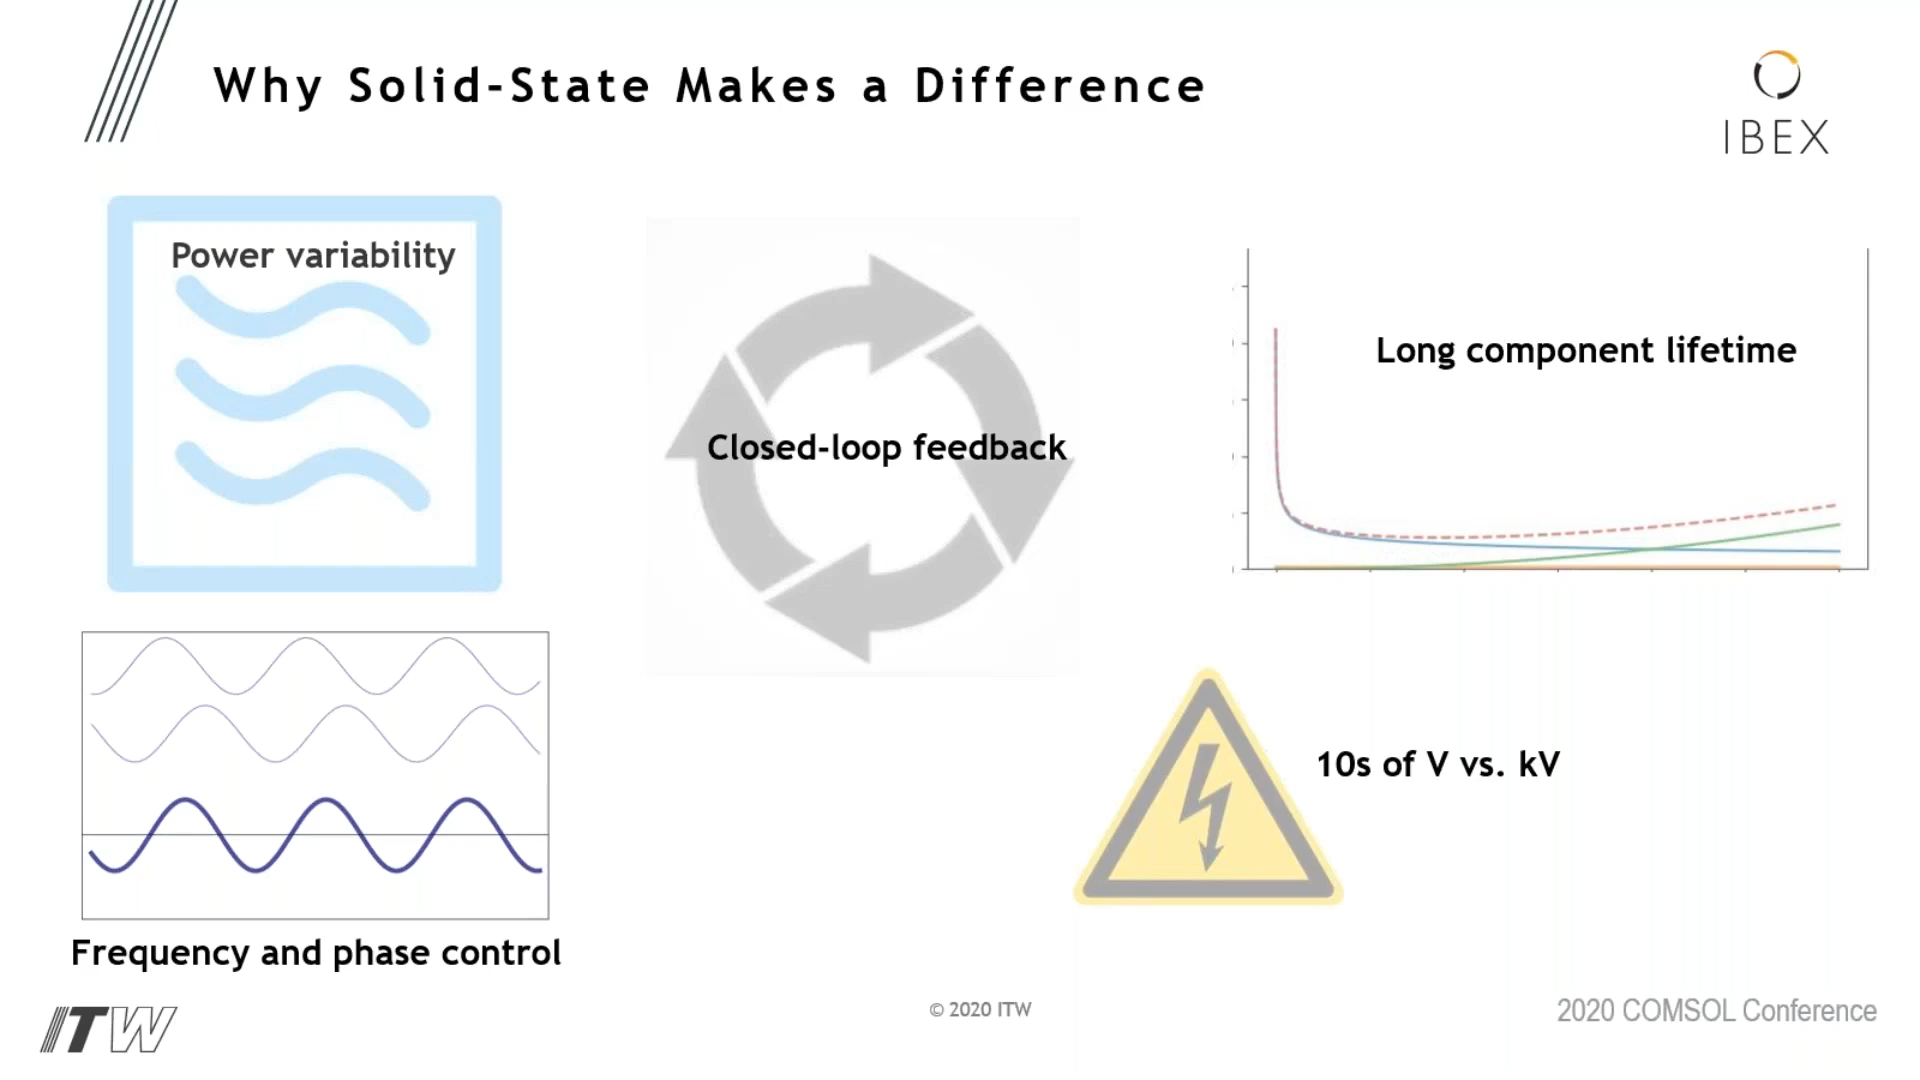 Why Solid-State Makes a Difference
IBEX
Power variability
Closed-loop feedback
Long component lifetime
10s of V vs. kV
Frequency and phase control
ITW
© 2020 ITW
2020 COMSOL Conference